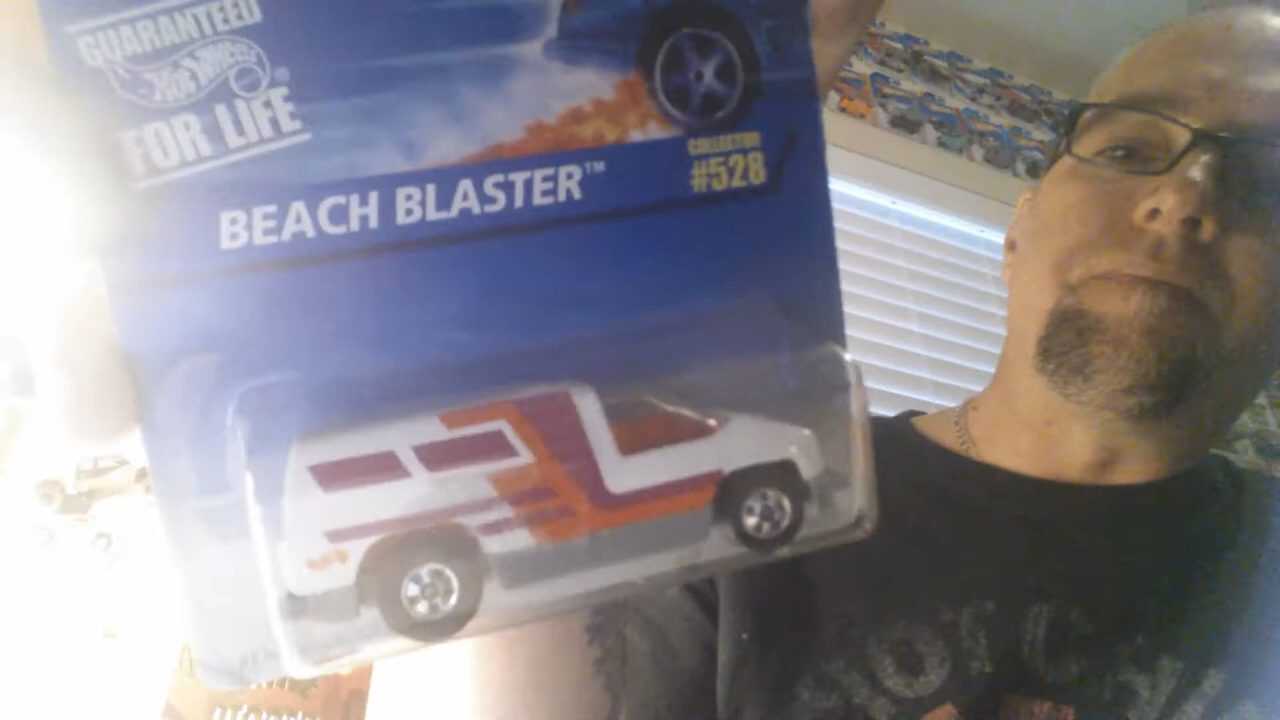 GUARANTEED
Hot Wheels®
FOR LIFE
COLLECTOR
#528
BEACH BLASTER™